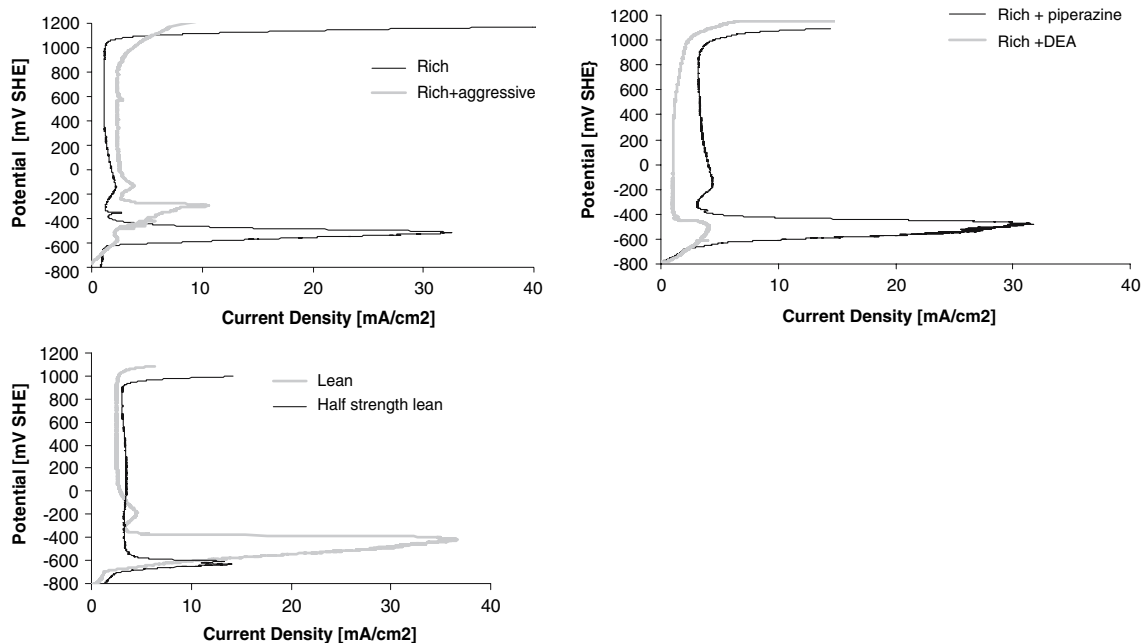 1200
1000
800
600
400
200
0
-200
-400
-600
-800
Potential [mV SHE]
Rich
Rich+aggressive
0 10 20 30 40
Current Density [mA/cm2]
1200
1000
800
600
400
200
0
-200
-400
-600
-800
Potential [mV SHE}
Rich + piperazine
Rich +DEA
0 10 20 30 40
Current Density [mA/cm2]
1200
1000
800
600
400
200
0
-200
-400
-600
-800
Potential [mV SHE]
Lean
Half strength lean
0 10 20 30 40
Current Density [mA/cm2]